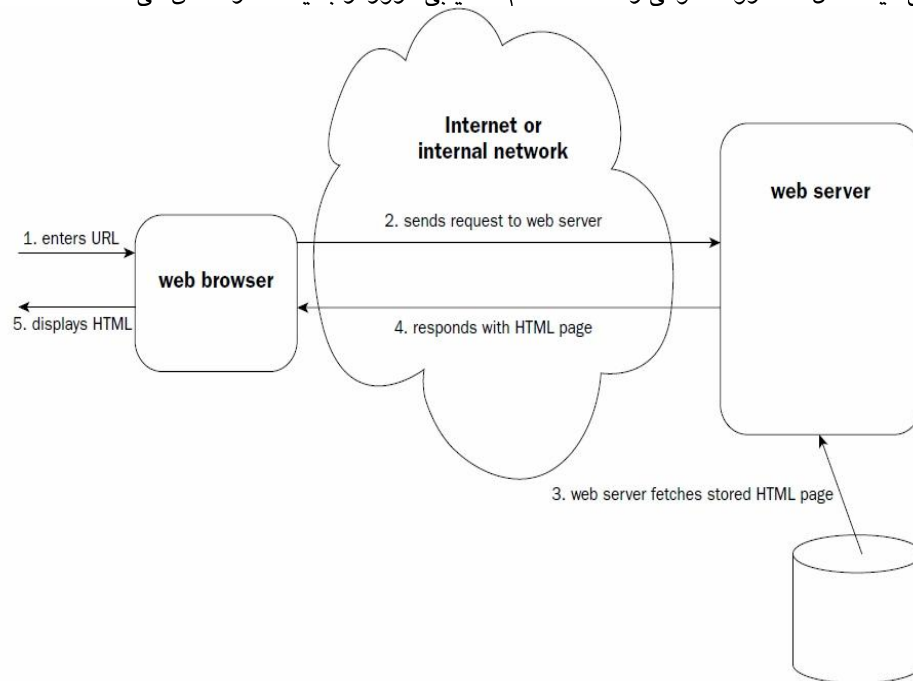 Internet or
internal network
web server
2. sends request to web server
1. enters URL
web browser
5. displays HTML
4. responds with HTML page
3. web server fetches stored HTML page